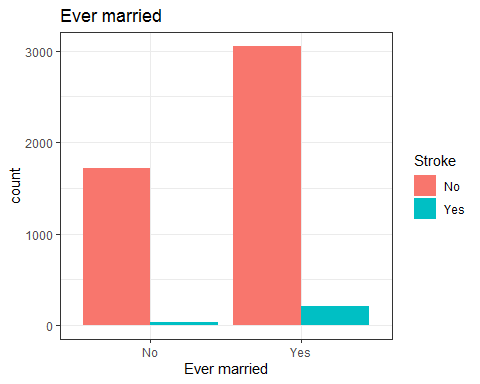 Ever married
3000
2000
1000
0
count
No
Yes
Ever married
Stroke
No
Yes